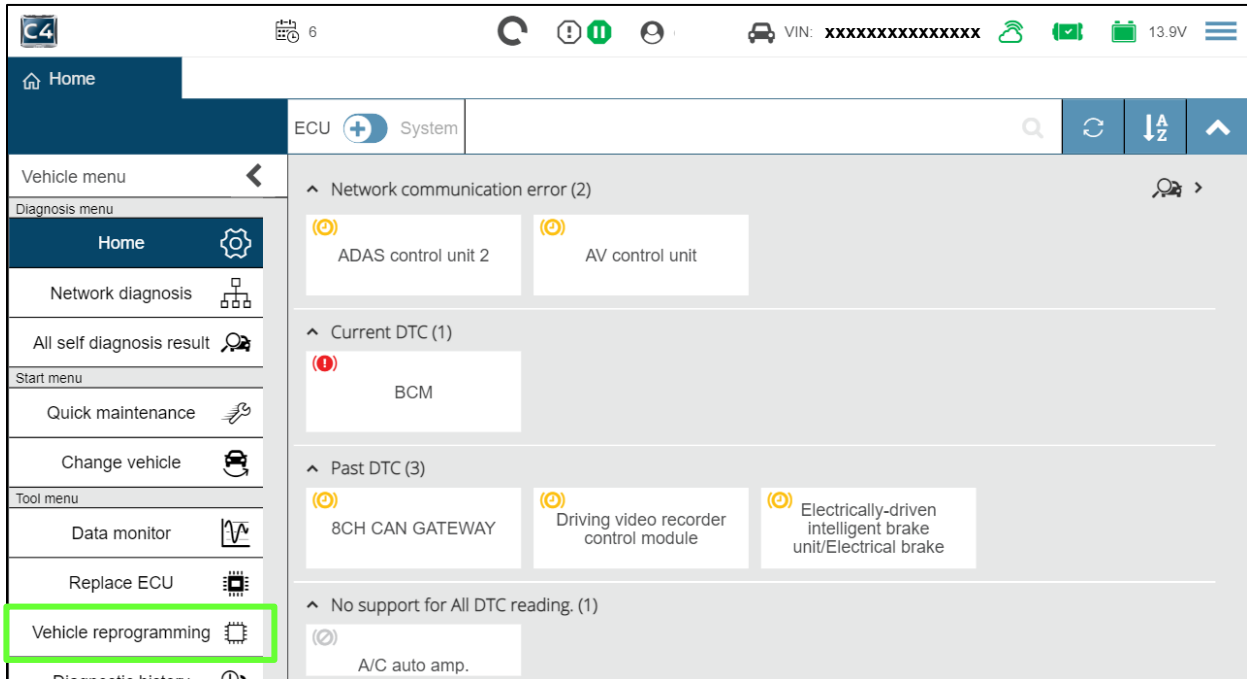 C4
6
VIN: xxxxxxxxxxxxxxx
13.9V
Home
ECU
System
A
Z
Vehicle menu
Diagnosis menu
Home
Network diagnosis
All self diagnosis result
Start menu
Quick maintenance
Change vehicle
Tool menu
Data monitor
Replace ECU
Vehicle reprogramming
Diagnostic history
Network communication error (2)
ADAS control unit 2
AV control unit
Current DTC (1)
BCM
Past DTC (3)
8CH CAN GATEWAY
Driving video recorder
control module
Electrically-driven
intelligent brake
unit/Electrical brake
No support for All DTC reading. (1)
A/C auto amp.